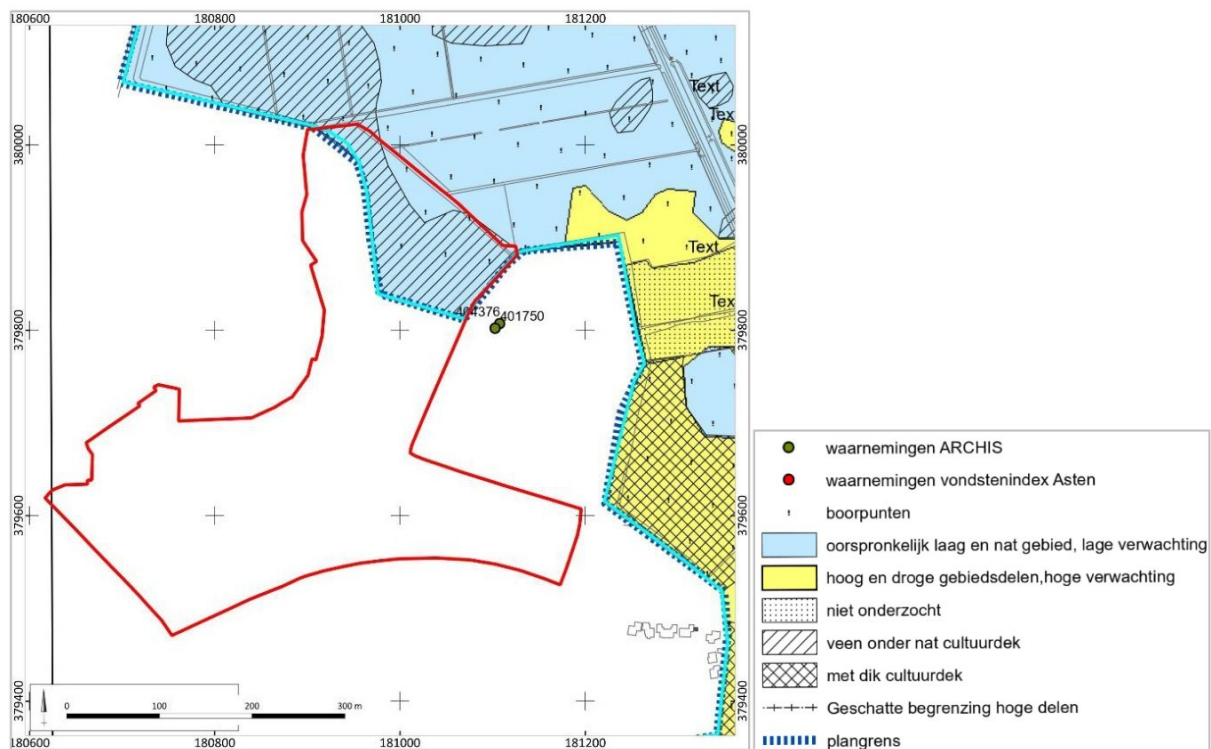 180600 180800 181000 181200
380000 380000
Text
Tex
Text
Tex
404376
401750
379800 379800
379600 379600
379400 379400
0 100 200 300 m
180600 180800 181000 181200
waarnemingen ARCHIS
waarnemingen vondstenindex Asten
boorpunten
oorspronkelijk laag en nat gebied, lage verwachting
hoog en droge gebiedsdelen,hoge verwachting
niet onderzocht
veen onder nat cultuurdek
met dik cultuurdek
Geschatte begrenzing hoge delen
plangrens